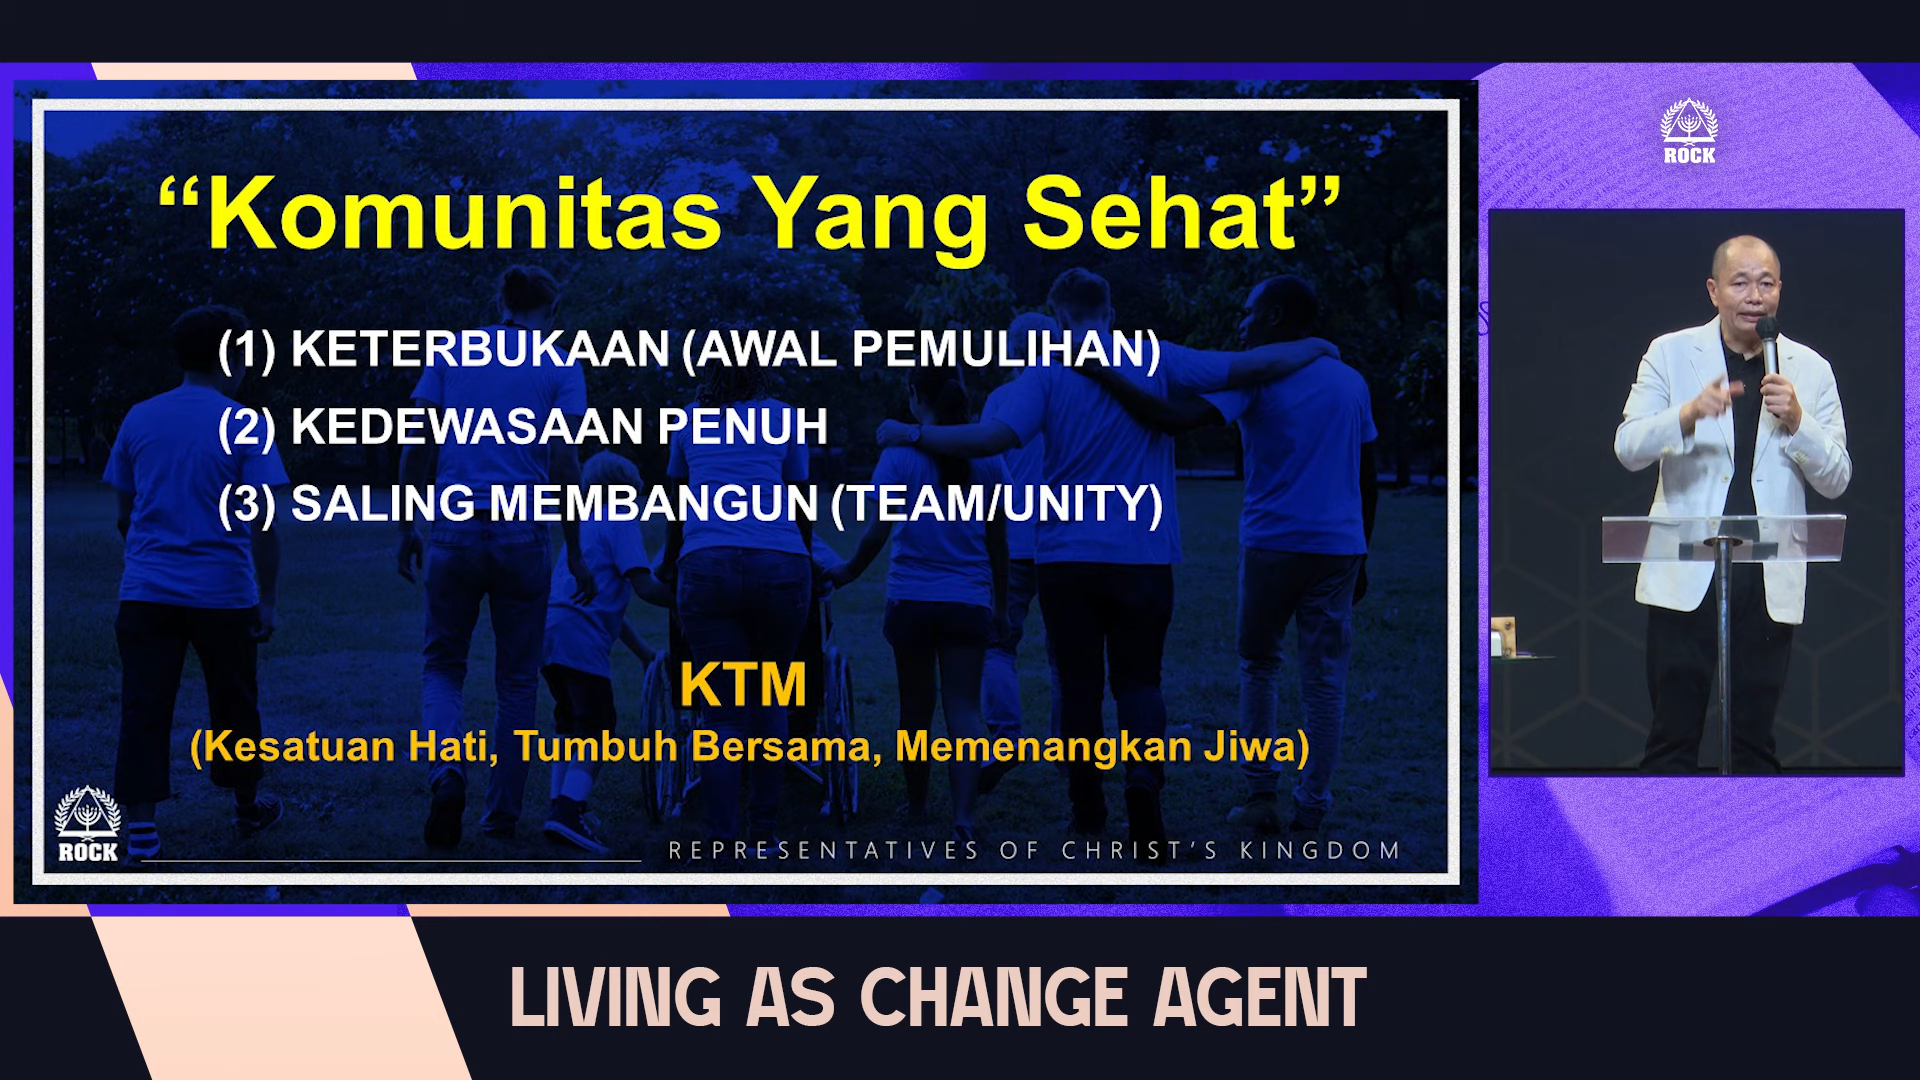 ROCK
“Komunitas Yang Sehat”
(1) KETERBUKAAN (AWAL PEMULIHAN)
(2) KEDEWASAAN PENUH
(3) SALING MEMBANGUN (TEAM/UNITY)
KTM
(Kesatuan Hati, Tumbuh Bersama, Memenangkan Jiwa)
ROCK
REPRESENTATIVES OF CHRIST’S KINGDOM
LIVING AS CHANGE AGENT